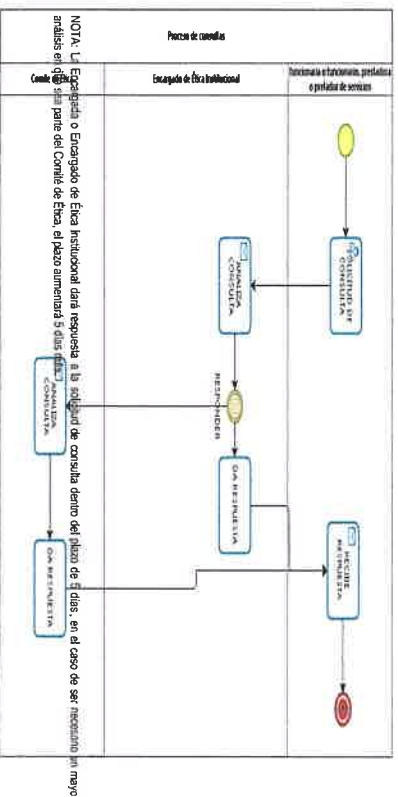 Proceso de consultas
funcionaria o funcionario, prestadora
o prestador de servicios
Encargado de Ética Institucional
Comité de Ética
SOLICITUD DE
CONSULTA
ANALIZA
CONSULTA
RESPONDER
DA RESPUESTA
RECIBE
RESPUESTA
ANALIZA
CONSULTA
DA RESPUESTA
NOTA: La Encargada o Encargado de Ética Institucional dará respuesta a la solicitud de consulta dentro del plazo de 5 días, en el caso de ser necesario un mayo
análisis en que sea parte del Comité de Ética, el plazo aumentará 5 días más.